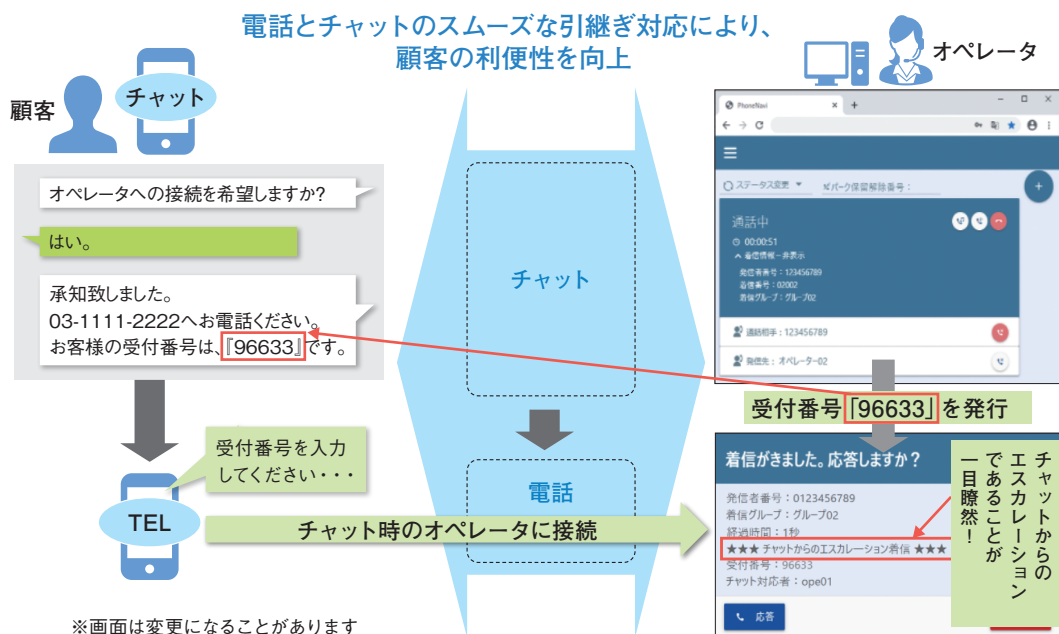 電話とチャットのスムーズな引継ぎ対応により、
顧客の利便性を向上
顧客
チャット
オペレータへの接続を希望しますか?
はい。
承知致しました。
03-1111-2222へお電話ください。
お客様の受付番号は、『96633』です。
受付番号を入力
してください・・・
TEL
チャット時のオペレータに接続
※画面は変更になることがあります
チャット
電話
オペレータ
PhoneNavi
ステータス変更
パーク保留解除番号：
通話中
00:00:51
着信情報－非表示
発信者番号：123456789
着信番号：02002
着信グループ：グループ02
通話相手：123456789
発信先：オペレータ-02
受付番号「96633」を発行
着信がきました。応答しますか？
発信者番号：0123456789
着信グループ：グループ02
経過時間：1秒
★★★ チャットからのエスカレーション着信 ★★★
受付番号：96633
チャット対応者：ope01
応答
チャットからの
エスカレーション
であることが
一目瞭然！